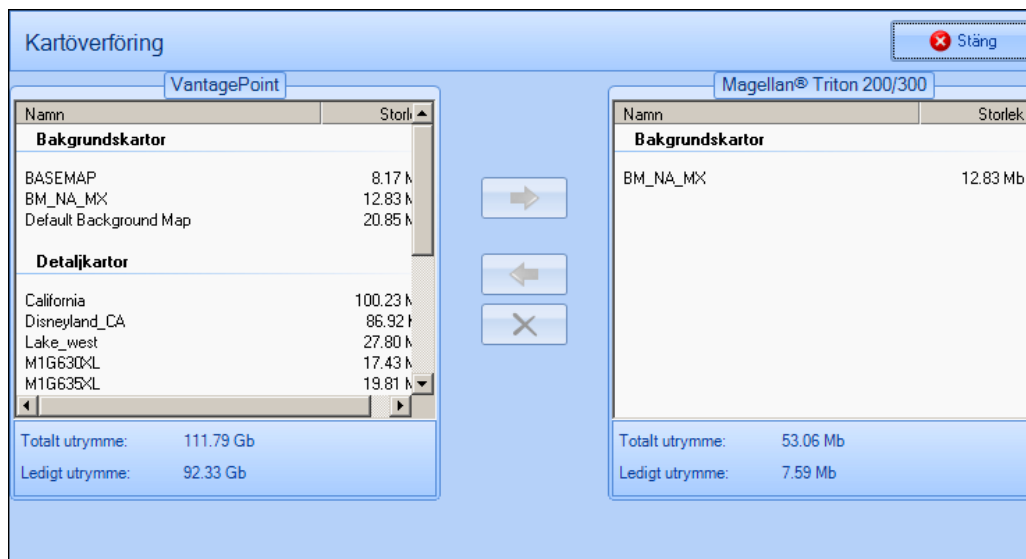 Kartöverföring
Stäng
VantagePoint
Namn Storl
Bakgrundskartor
BASEMAP 8.17 M
BM_NA_MX 12.83 M
Default Background Map 20.85 M
Detaljkartor
California 100.23 M
Disneyland_CA 86.92
Lake_west 27.80 M
M1G630XL 17.43 M
M1G635XL 19.81 M
Totalt utrymme: 111.79 Gb
Ledigt utrymme: 92.33 Gb
Magellan® Triton 200/300
Namn Storlek
Bakgrundskartor
BM_NA_MX 12.83 Mb
Totalt utrymme: 53.06 Mb
Ledigt utrymme: 7.59 Mb